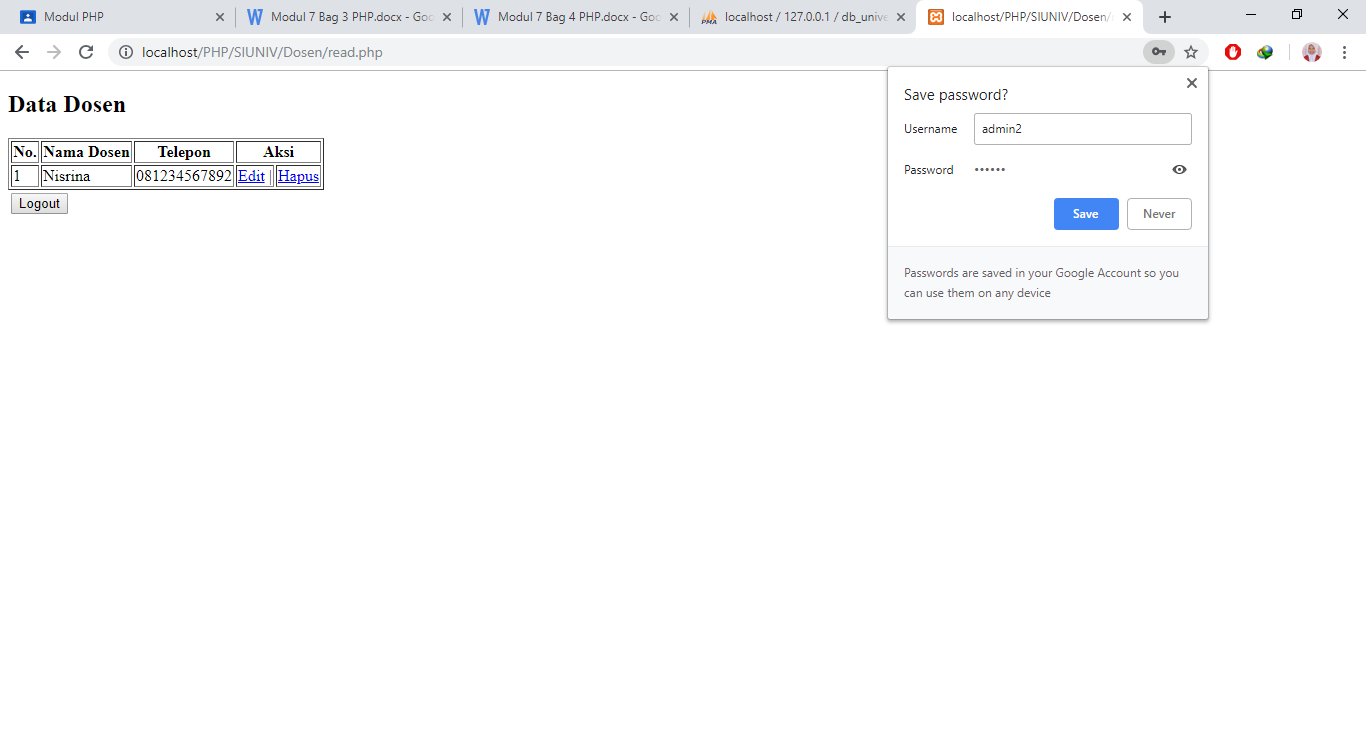 Modul PHP
Modul 7 Bag 3 PHP.docx - Goo
Modul 7 Bag 4 PHP.docx - Goo
localhost / 127.0.0.1 / db_unive
localhost/PHP/SIUNIV/Dosen/
localhost/PHP/SIUNIV/Dosen/read.php
Data Dosen
No. Nama Dosen Telepon Aksi
1 Nisrina 081234567892 Edit | Hapus
Logout
Save password?
Username admin2
Password ••••••
Save Never
Passwords are saved in your Google Account so you
can use them on any device